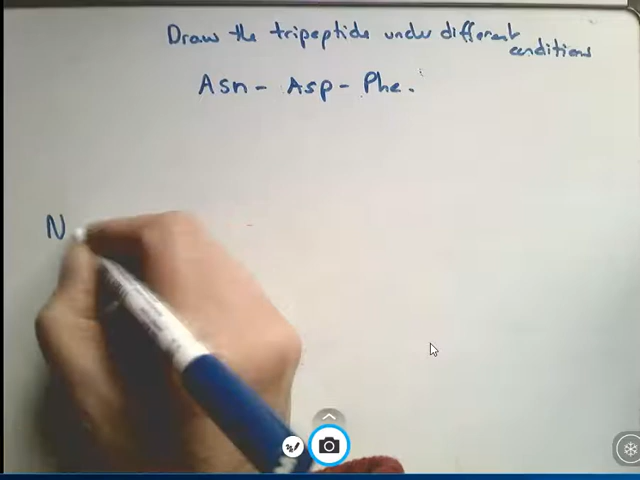 Draw the tripeptide under different
conditions
Asn - Asp - Phe.
N